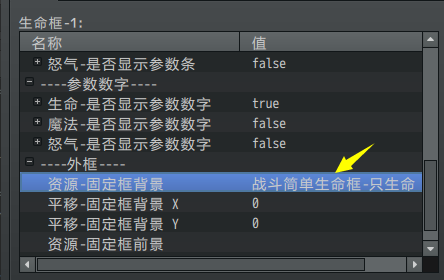 生命框-1:
名称 值
怒气-是否显示参数条 false
----参数数字----
生命-是否显示参数数字 true
魔法-是否显示参数数字 false
怒气-是否显示参数数字 false
----外框----
资源-固定框背景 战斗简单生命框-只生命
平移-固定框背景 X 0
平移-固定框背景 Y 0
资源-固定框前景